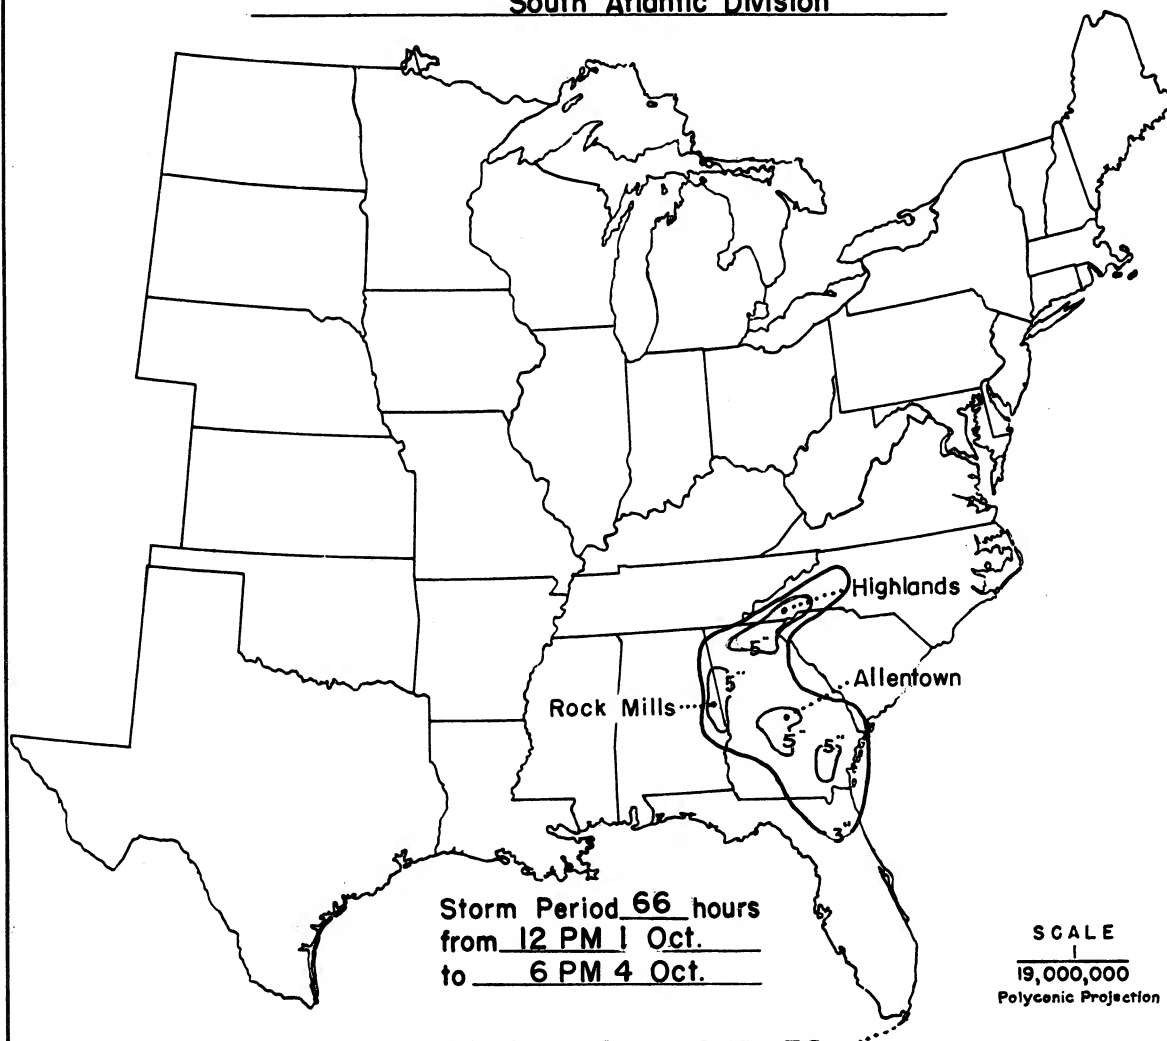 South Atlantic Division
Highlands
5"
5"
Allentown
Rock Mills
5"
5"
3"
Storm Period 66 hours
from 12 PM 1 Oct.
to 6 PM 4 Oct.
SCALE
1
19,000,000
Polyconic Projection